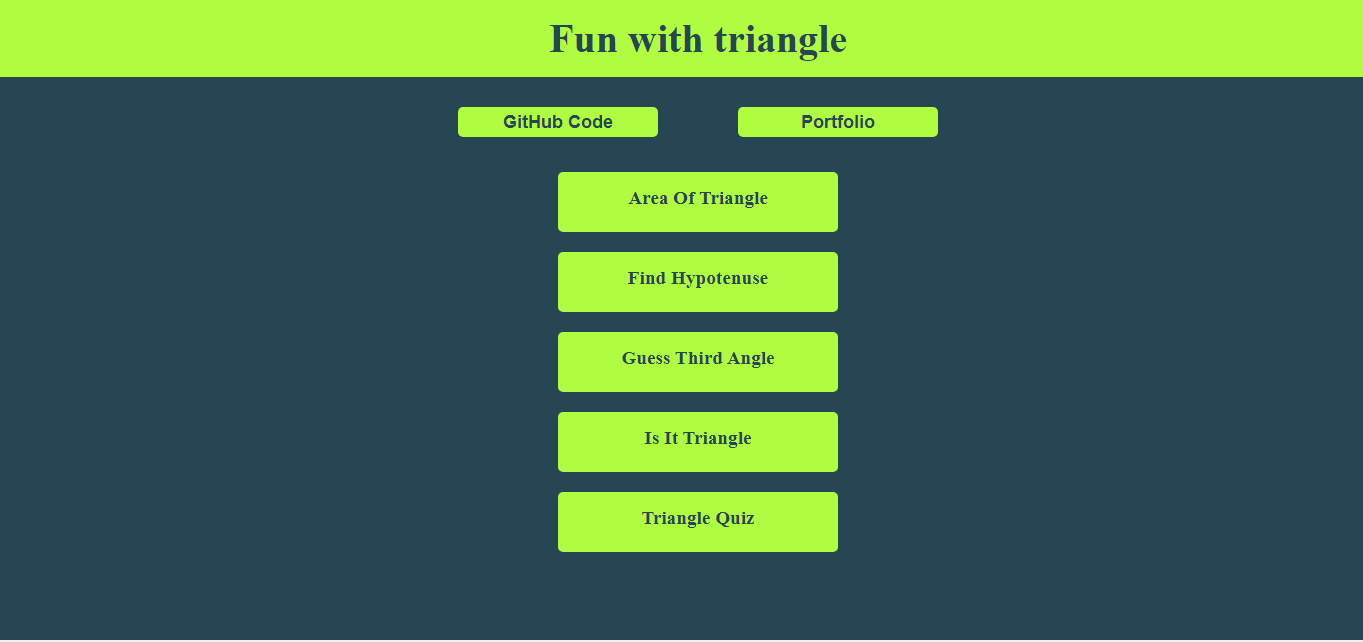 Fun with triangle
GitHub Code
Portfolio
Area Of Triangle
Find Hypotenuse
Guess Third Angle
Is It Triangle
Triangle Quiz